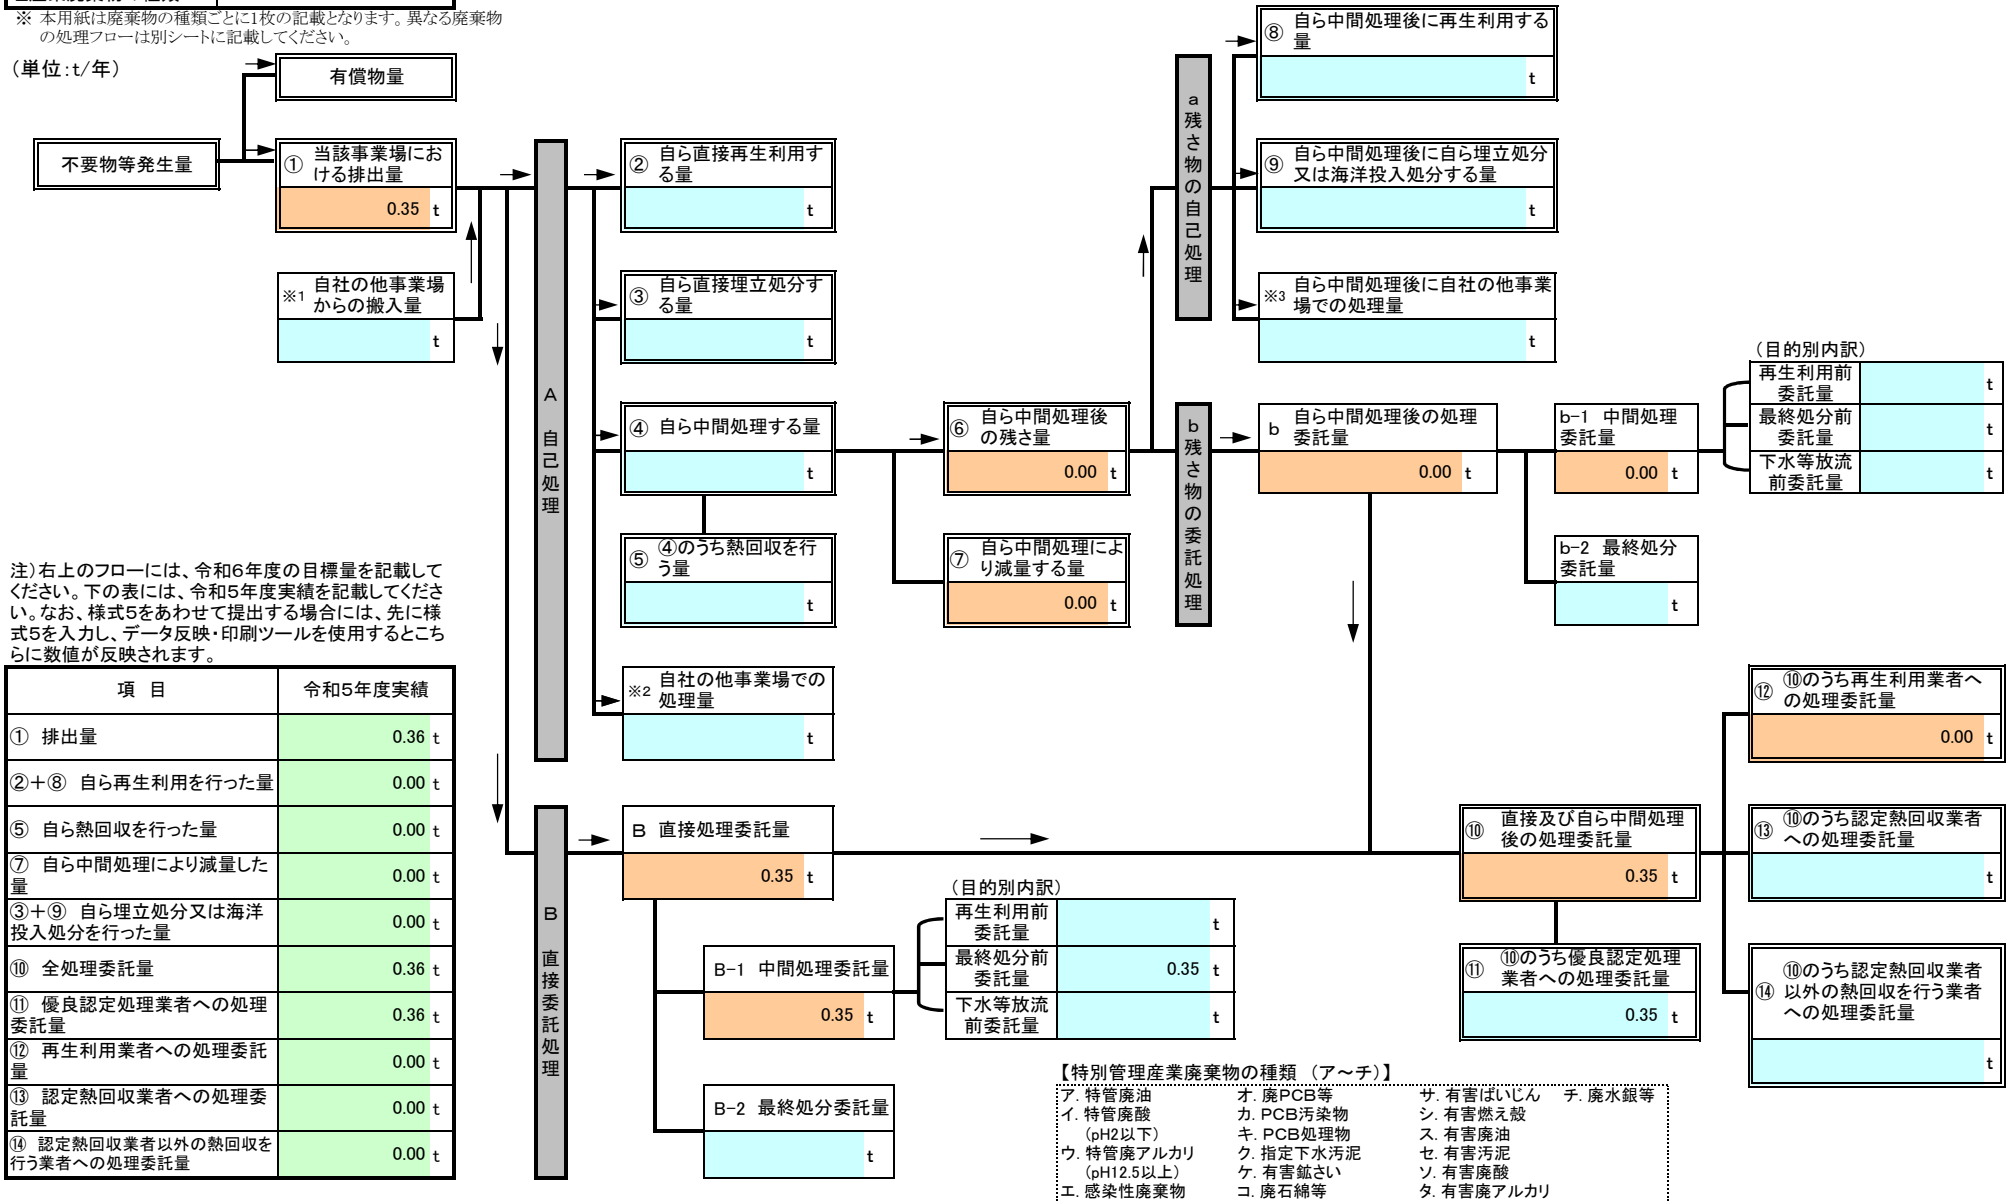 ※ 本用紙は廃棄物の種類ごとに1枚の記載となります。異なる廃棄物
の処理フローは別シートに記載してください。
（単位:t/年）
有償物量
不要物等発生量
① 当該事業場にお
ける排出量
0.35 t
※1 自社の他事業場
からの搬入量
t
A 自己処理
② 自ら直接再生利用す
る量
t
③ 自ら直接埋立処分す
る量
t
④ 自ら中間処理する量
t
⑤ ④のうち熱回収を行
う量
t
※2 自社の他事業場での
処理量
t
⑥ 自ら中間処理後
の残さ量
0.00 t
⑦ 自ら中間処理によ
り減量する量
0.00 t
a 残さ物の自己処理
⑧ 自ら中間処理後に再生利用する
量
t
⑨ 自ら中間処理後に自ら埋立処分
又は海洋投入処分する量
t
※3 自ら中間処理後に自社の他事業
場での処理量
t
b 残さ物の委託処理
b 自ら中間処理後の処理
委託量
0.00 t
b-1 中間処理
委託量
0.00 t
b-2 最終処分
委託量
t
（目的別内訳）
再生利用前
委託量
t
最終処分前
委託量
t
下水等放流
前委託量
t
注）右上のフローには、令和6年度の目標量を記載して
ください。下の表には、令和5年度実績を記載してくださ
い。なお、様式5をあわせて提出する場合には、先に様
式5を入力し、データ反映・印刷ツールを使用するとこち
らに数値が反映されます。
項 目 令和5年度実績
① 排出量 0.36 t
②＋⑧ 自ら再生利用を行った量 0.00 t
⑤ 自ら熱回収を行った量 0.00 t
⑦ 自ら中間処理により減量した
量 0.00 t
③＋⑨ 自ら埋立処分又は海洋
投入処分を行った量 0.00 t
⑩ 全処理委託量 0.36 t
⑪ 優良認定処理業者への処理
委託量 0.36 t
⑫ 再生利用業者への処理委託
量 0.00 t
⑬ 認定熱回収業者への処理委
託量 0.00 t
⑭ 認定熱回収業者以外の熱回収を
行う業者への処理委託量 0.00 t
B 直接委託処理
B 直接処理委託量
0.35 t
B-1 中間処理委託量
0.35 t
B-2 最終処分委託量
t
（目的別内訳）
再生利用前
委託量
t
最終処分前
委託量
0.35 t
下水等放流
前委託量
t
⑩ 直接及び自ら中間処理
後の処理委託量
0.35 t
⑪ ⑩のうち優良認定処理
業者への処理委託量
0.35 t
⑫ ⑩のうち再生利用業者へ
の処理委託量
0.00 t
⑬ ⑩のうち認定熱回収業者
への処理委託量
t
⑭ ⑩のうち認定熱回収業者
以外の熱回収を行う業者
への処理委託量
t
【特別管理産業廃棄物の種類 （ア～チ）】
ア. 特管廃油 オ. 廃PCB等 サ. 有害ばいじん チ. 廃水銀等
イ. 特管廃酸 カ. PCB汚染物 シ. 有害燃え殻
（pH2以下） キ. PCB処理物 ス. 有害廃油
ウ. 特管廃アルカリ ク. 指定下水汚泥 セ. 有害汚泥
（pH12.5以上） ケ. 有害鉱さい ソ. 有害廃酸
エ. 感染性廃棄物 コ. 廃石綿等 タ. 有害廃アルカリ